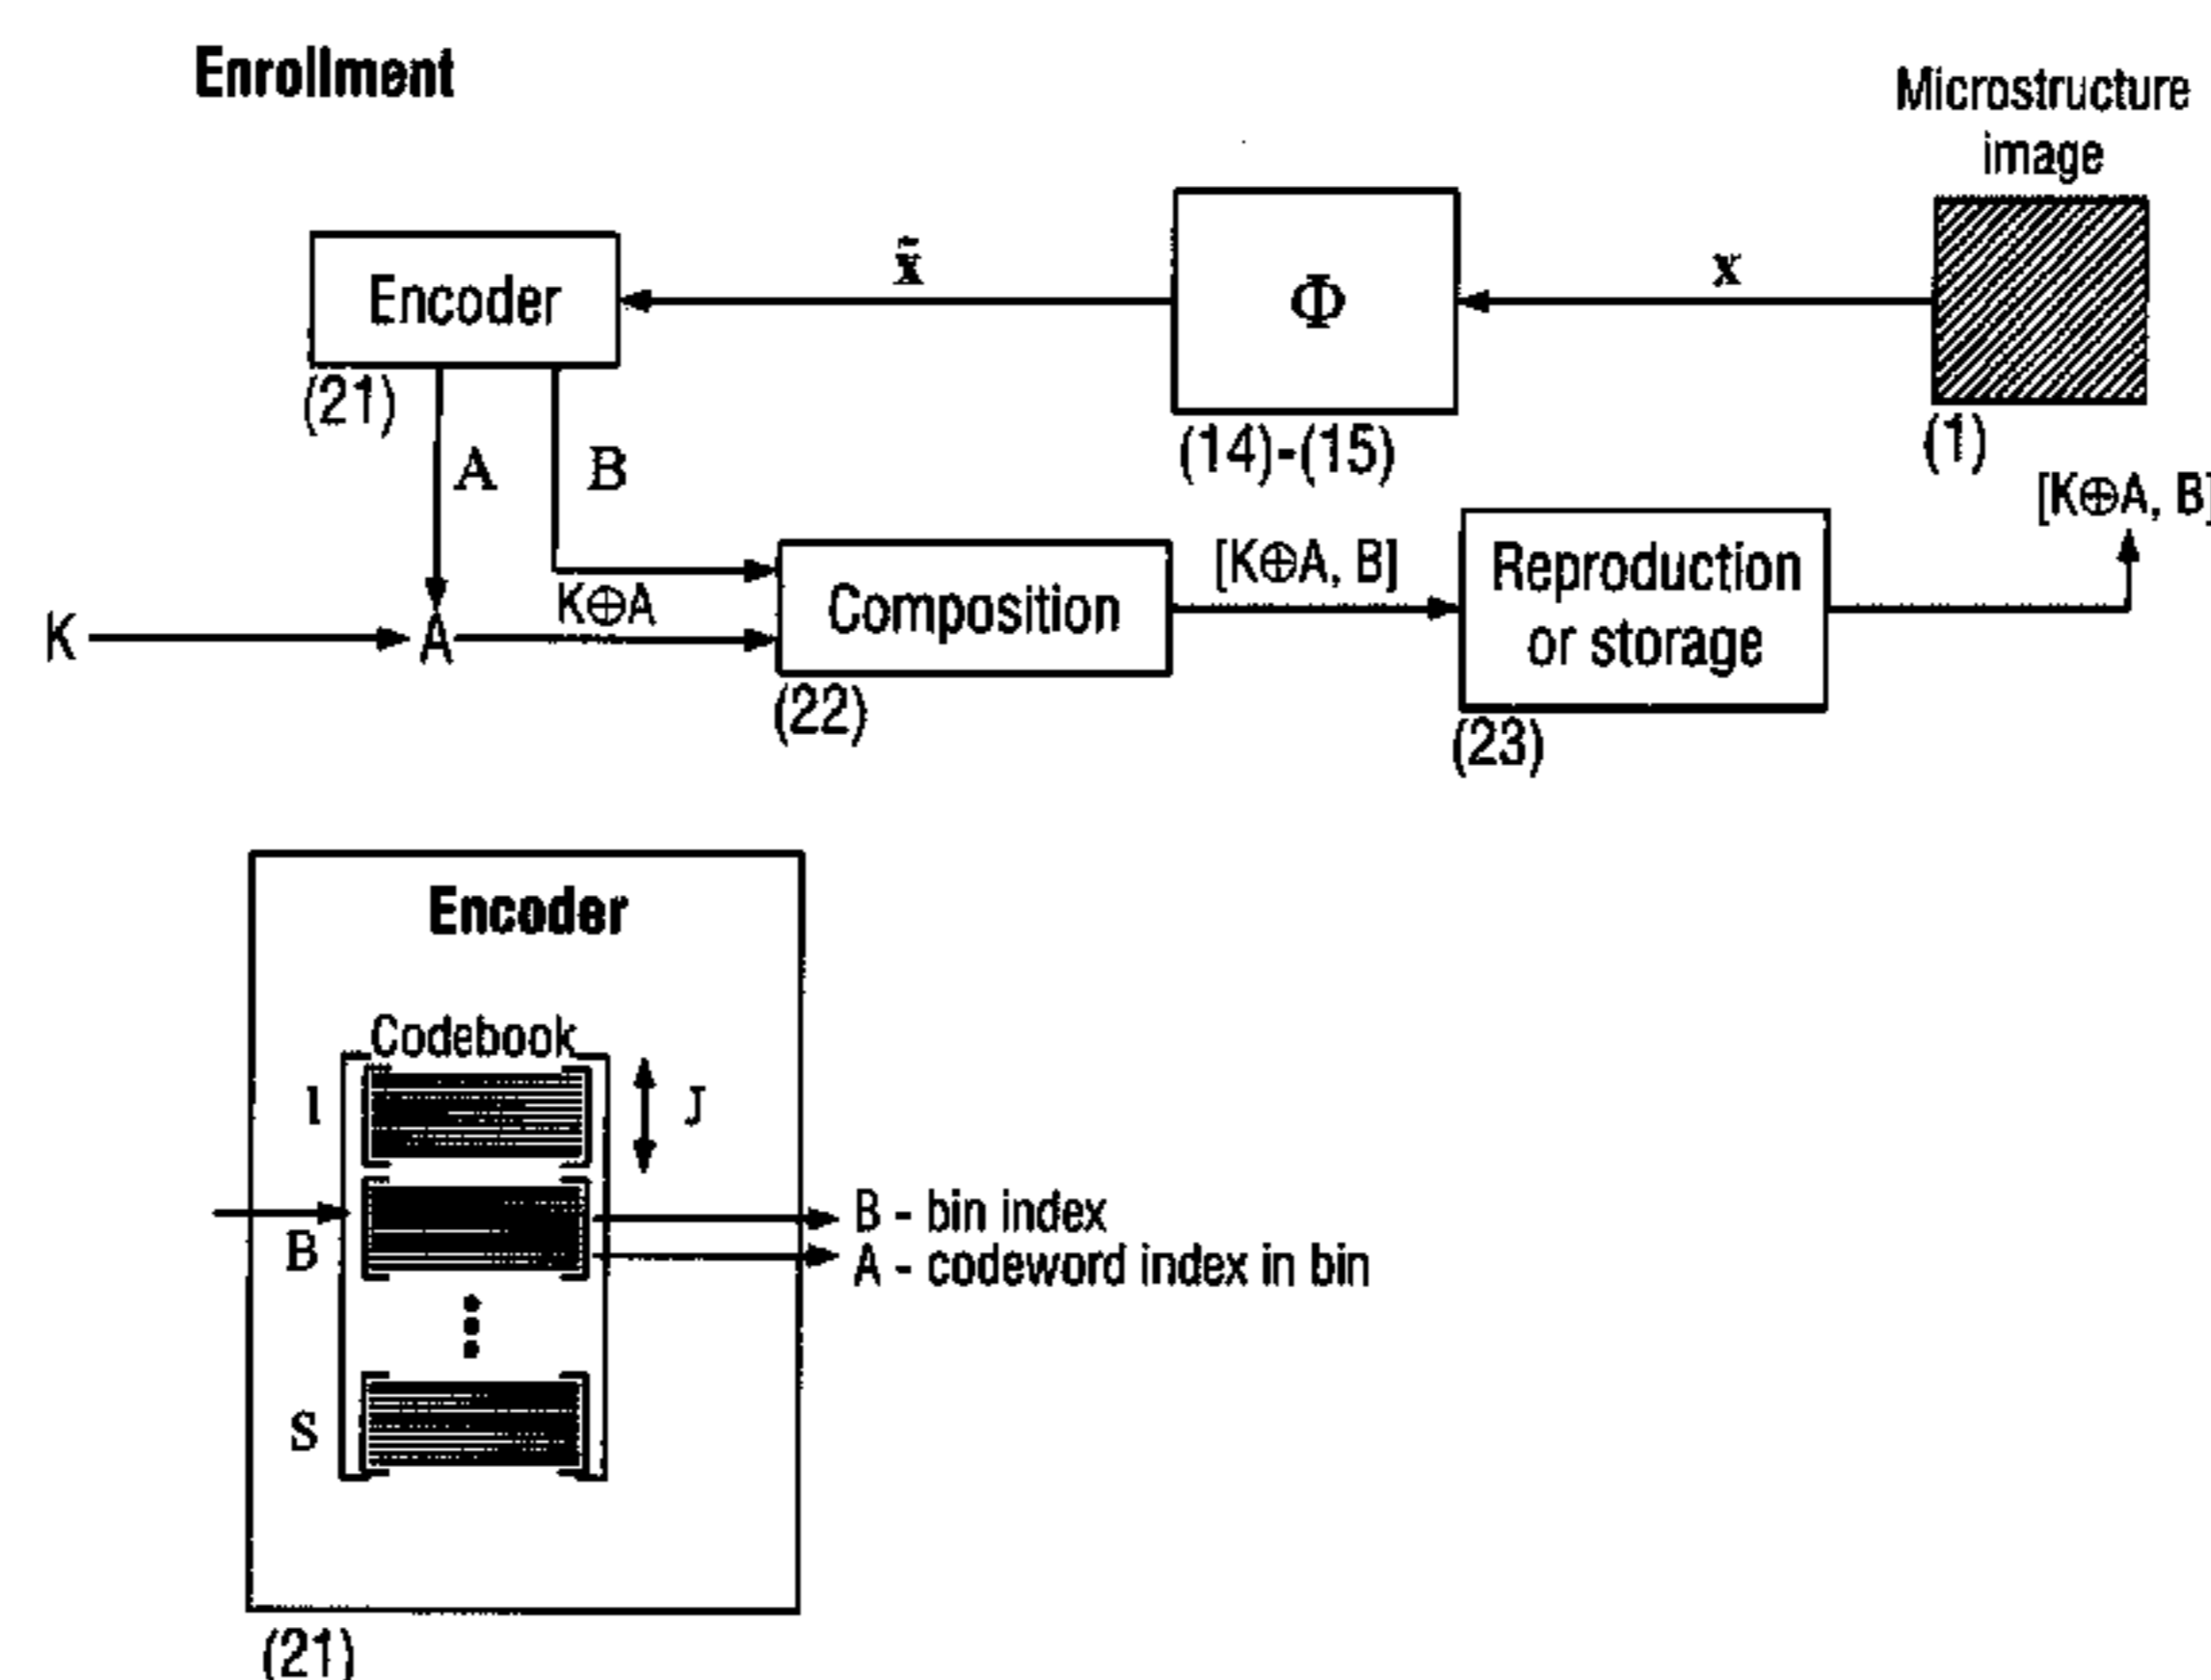 Enrollment
Microstructure
image
Encoder
x̃
Φ
x
(21)
(14)-(15)
(1)
A
B
[K⊕A, B]
K
A
K⊕A
Composition
[K⊕A, B]
Reproduction
or storage
(22)
(23)
Encoder
Codebook
1
J
B
B - bin index
A - codeword index in bin
S
(21)